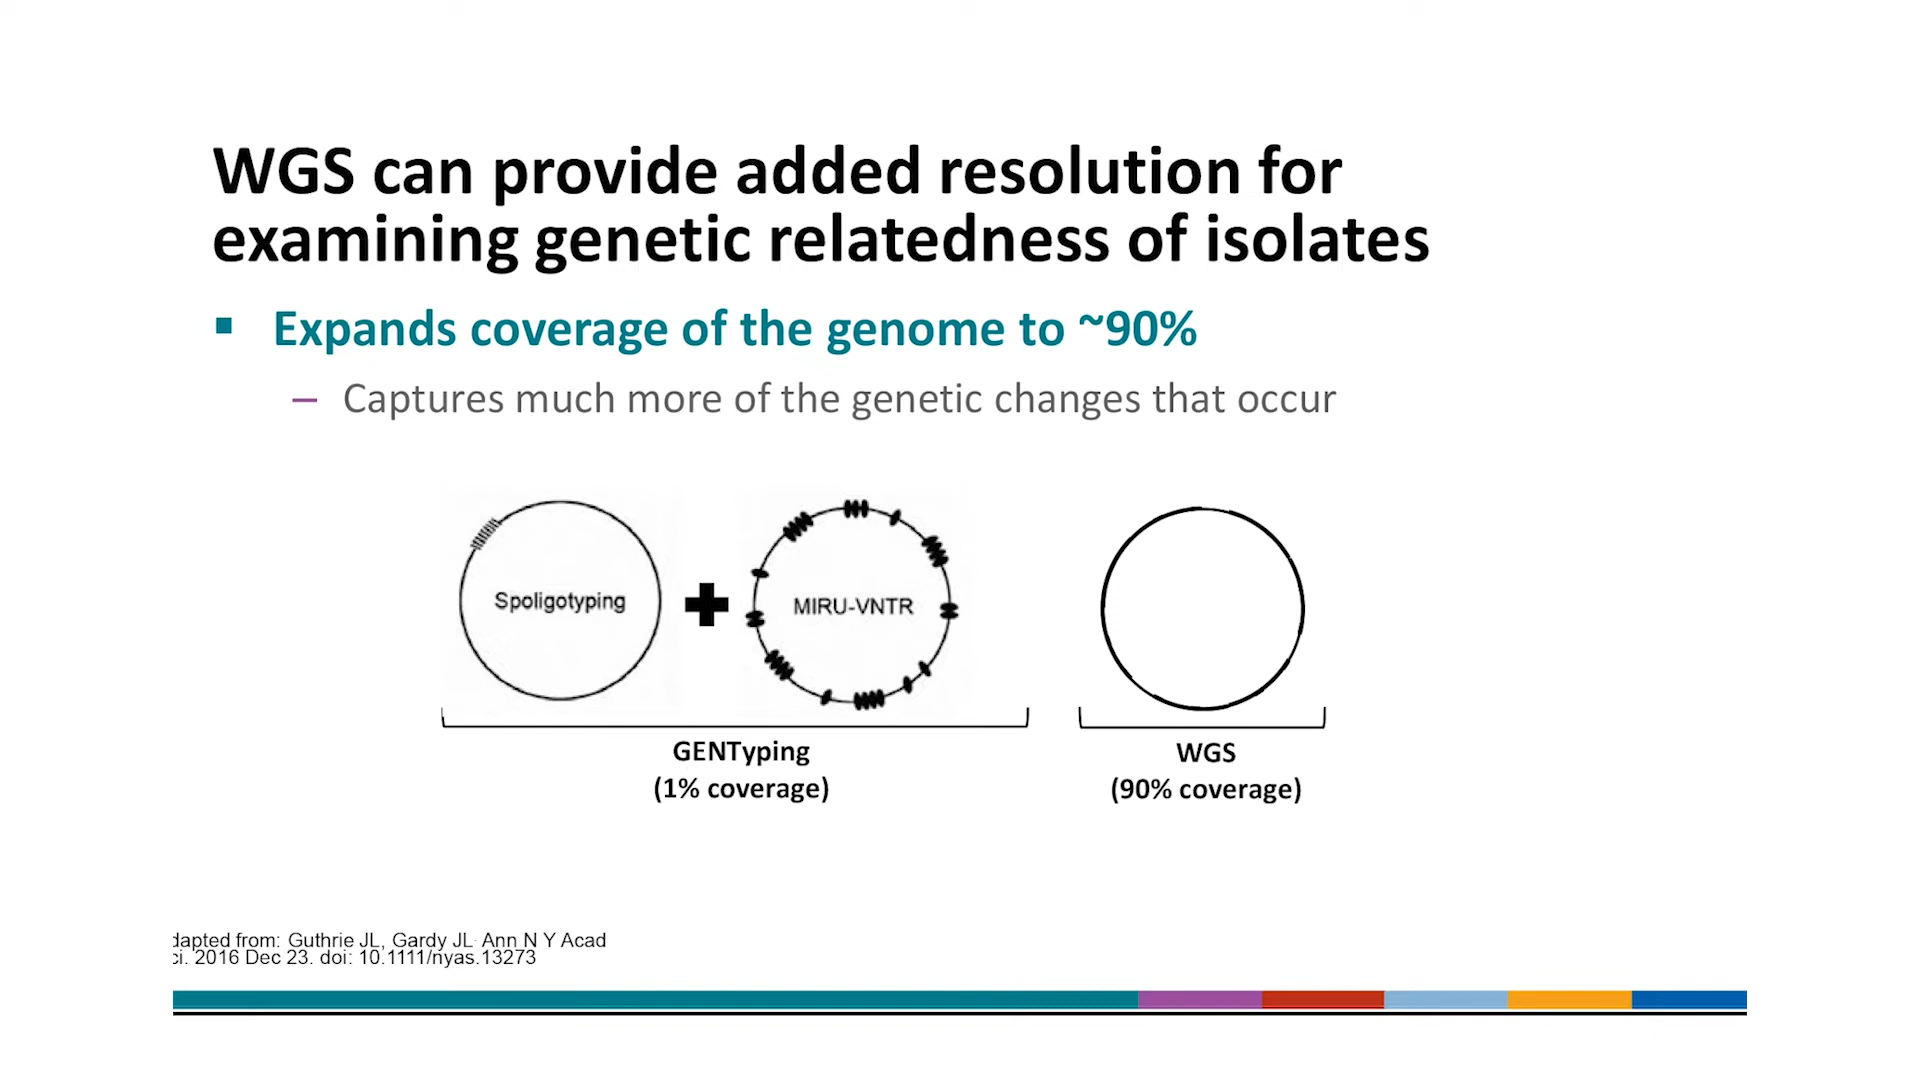 WGS can provide added resolution for
examining genetic relatedness of isolates
▪ Expands coverage of the genome to ~90%
– Captures much more of the genetic changes that occur
Spoligotyping
MIRU-VNTR
GENTyping
(1% coverage)
WGS
(90% coverage)
dapted from: Guthrie JL, Gardy JL Ann N Y Acad
ci. 2016 Dec 23. doi: 10.1111/nyas.13273